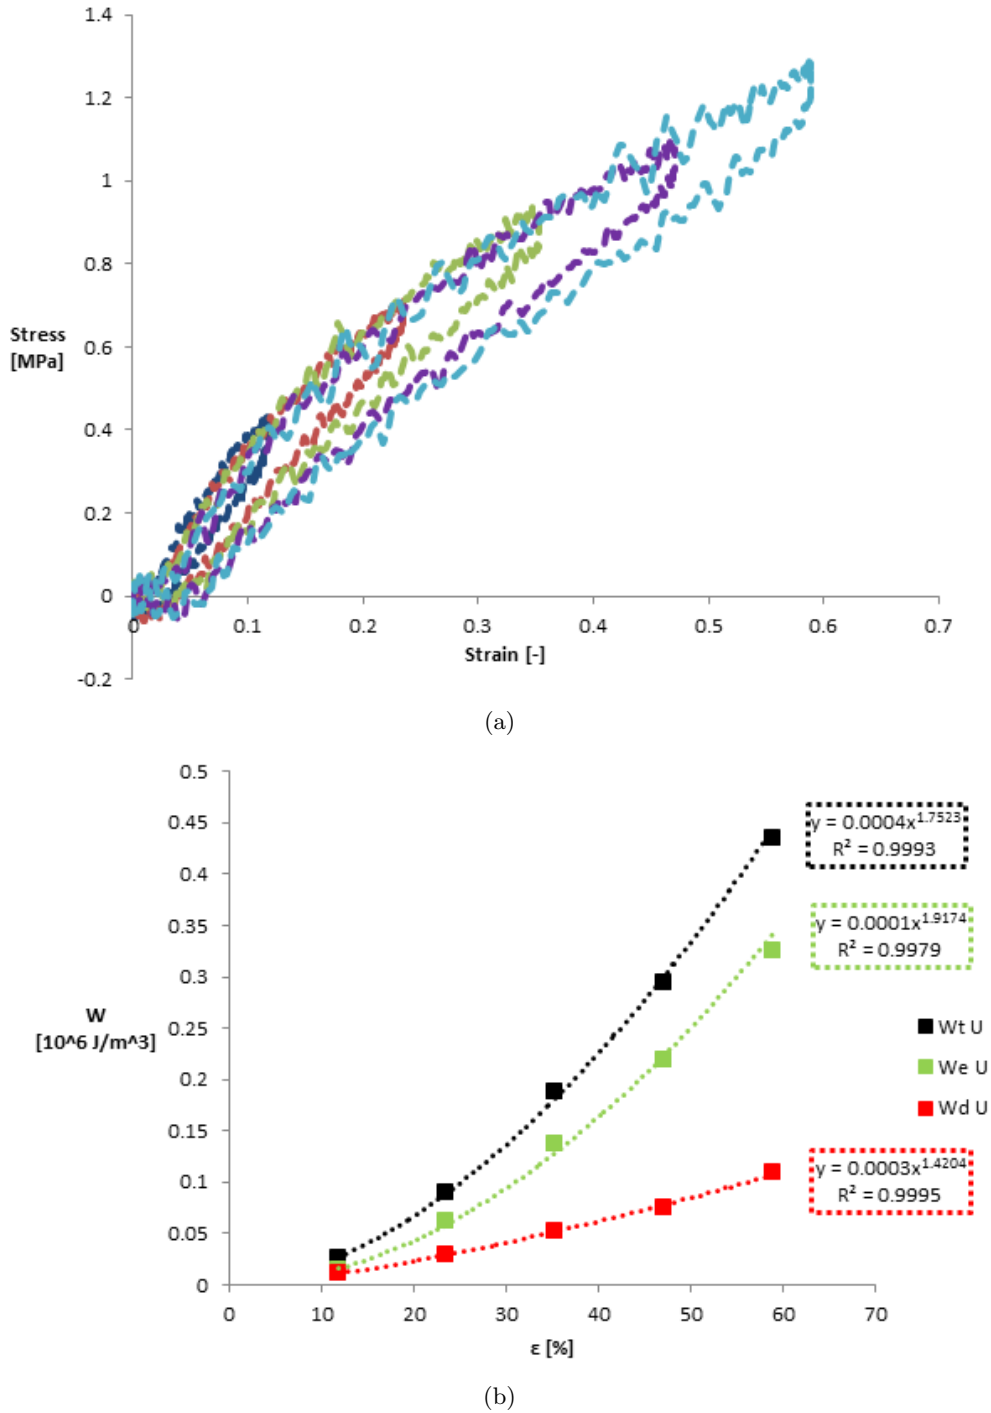 1.4
1.2
1
0.8
Stress
[MPa]
0.6
0.4
0.2
0
0 0.1 0.2 0.3 0.4 0.5 0.6 0.7
Strain [-]
-0.2
(a)
0.5
0.45
y = 0.0004x^1.7523
R² = 0.9993
0.4
0.35
y = 0.0001x^1.9174
R² = 0.9979
0.3
W
[10^6 J/m^3]
0.25
Wt U
We U
Wd U
0.2
0.15
0.1
y = 0.0003x^1.4204
R² = 0.9995
0.05
0
0 10 20 30 40 50 60 70
ε [%]
(b)